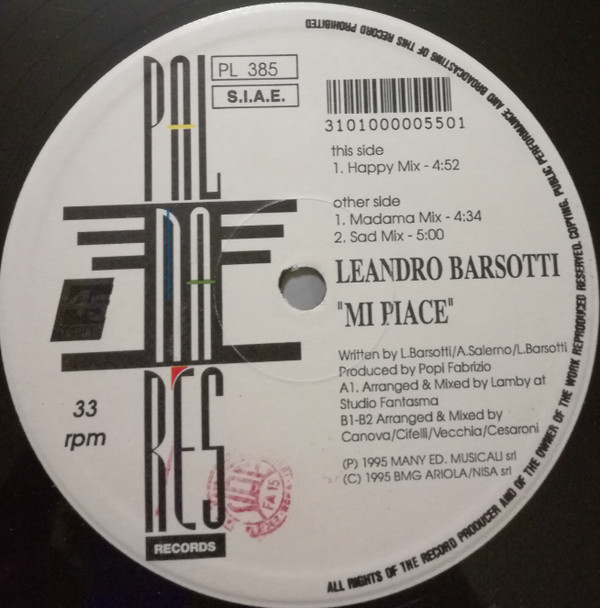 PAL
DA
RES
RECORDS
PL 385
S.I.A.E.
3101000005501
this side
1. Happy Mix - 4:52
other side
1. Madama Mix - 4:34
2. Sad Mix - 5:00
LEANDRO BARSOTTI
"MI PIACE"
Written by L.Barsotti/A.Salerno/L.Barsotti
Produced by Popi Fabrizio
A1. Arranged & Mixed by Lamby at
Studio Fantasma
B1-B2 Arranged & Mixed by
Canova/Cifelli/Vecchia/Cesaroni
(P) 1995 MANY ED. MUSICALI srl
(C) 1995 BMG ARIOLA/NISA srl
45
33
rpm
FA 15
ALL RIGHTS OF THE RECORD PRODUCER AND OF THE OWNER OF THE WORK REPRODUCED RESERVED. COPYING, PUBLIC PERFORMANCE AND BROADCASTING OF THIS RECORD PROHIBITED